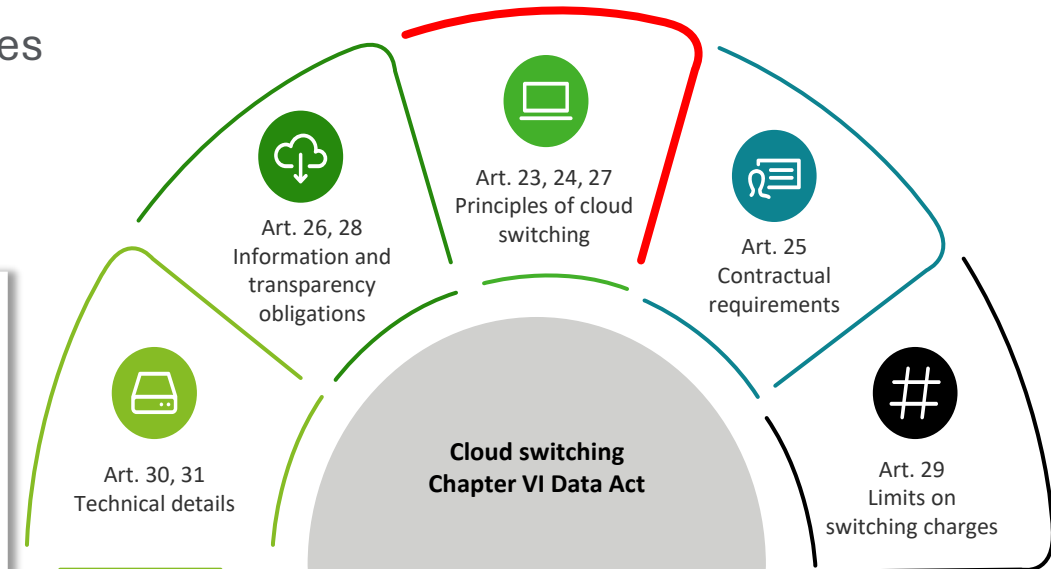 es
Art. 30, 31
Technical details
Art. 26, 28
Information and
transparency
obligations
Art. 23, 24, 27
Principles of cloud
switching
Art. 25
Contractual
requirements
Art. 29
Limits on
switching charges
Cloud switching
Chapter VI Data Act